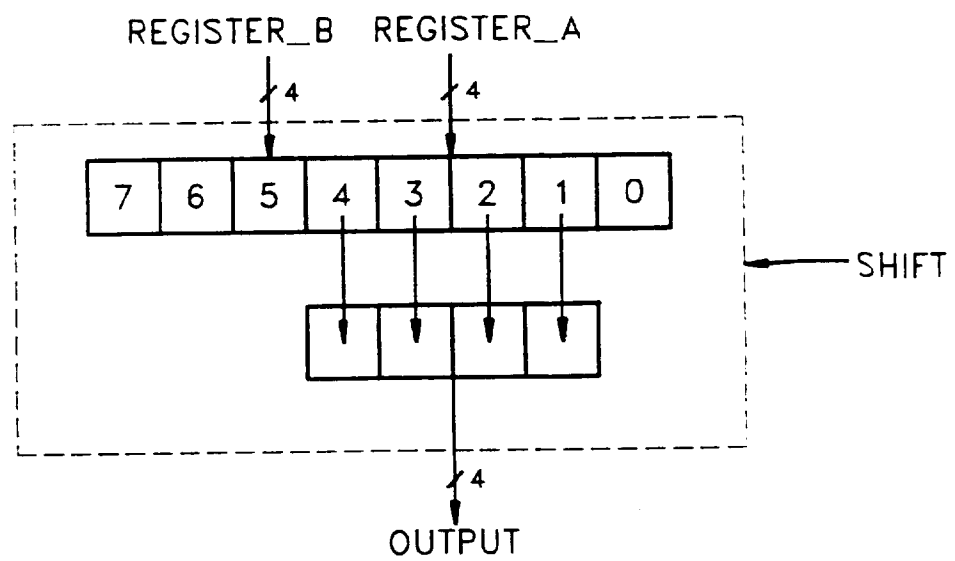 REGISTER_B REGISTER_A
4 4
7 6 5 4 3 2 1 0
SHIFT
4
OUTPUT